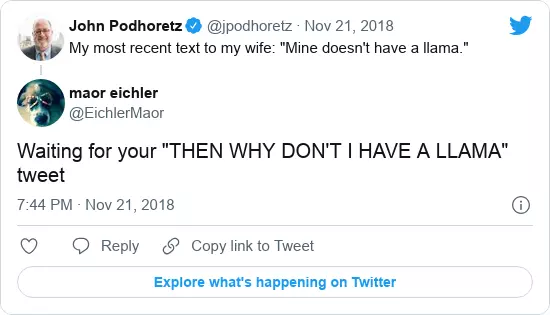 John Podhoretz @jpodhoretz · Nov 21, 2018
My most recent text to my wife: "Mine doesn't have a llama."
maor eichler
@EichlerMaor
Waiting for your "THEN WHY DON'T I HAVE A LLAMA"
tweet
7:44 PM · Nov 21, 2018
Reply Copy link to Tweet
Explore what's happening on Twitter